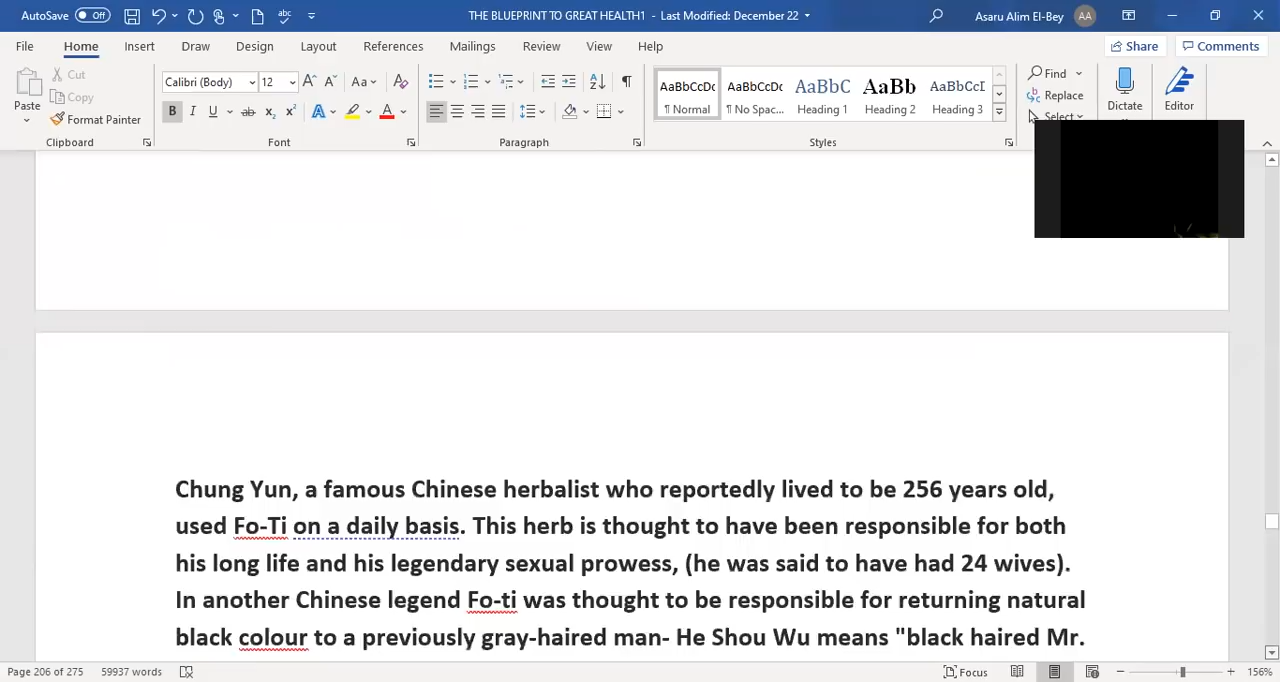 AutoSave Off THE BLUEPRINT TO GREAT HEALTH1 - Last Modified: December 22 Asaru Alim El-Bey AA
File Home Insert Draw Design Layout References Mailings Review View Help Share Comments
Paste Cut Copy Format Painter
Calibri (Body) 12 Aa
B I U ab x2 x2 A A
AaBbCcDc AaBbCcDc AaBbC AaBb AaBbCcI
¶ Normal ¶ No Spac... Heading 1 Heading 2 Heading 3
Find Replace Select Dictate Editor
Clipboard Font Paragraph Styles
Chung Yun, a famous Chinese herbalist who reportedly lived to be 256 years old,
used Fo-Ti on a daily basis. This herb is thought to have been responsible for both
his long life and his legendary sexual prowess, (he was said to have had 24 wives).
In another Chinese legend Fo-ti was thought to be responsible for returning natural
black colour to a previously gray-haired man- He Shou Wu means "black haired Mr.
Page 206 of 275 59937 words Focus 156%